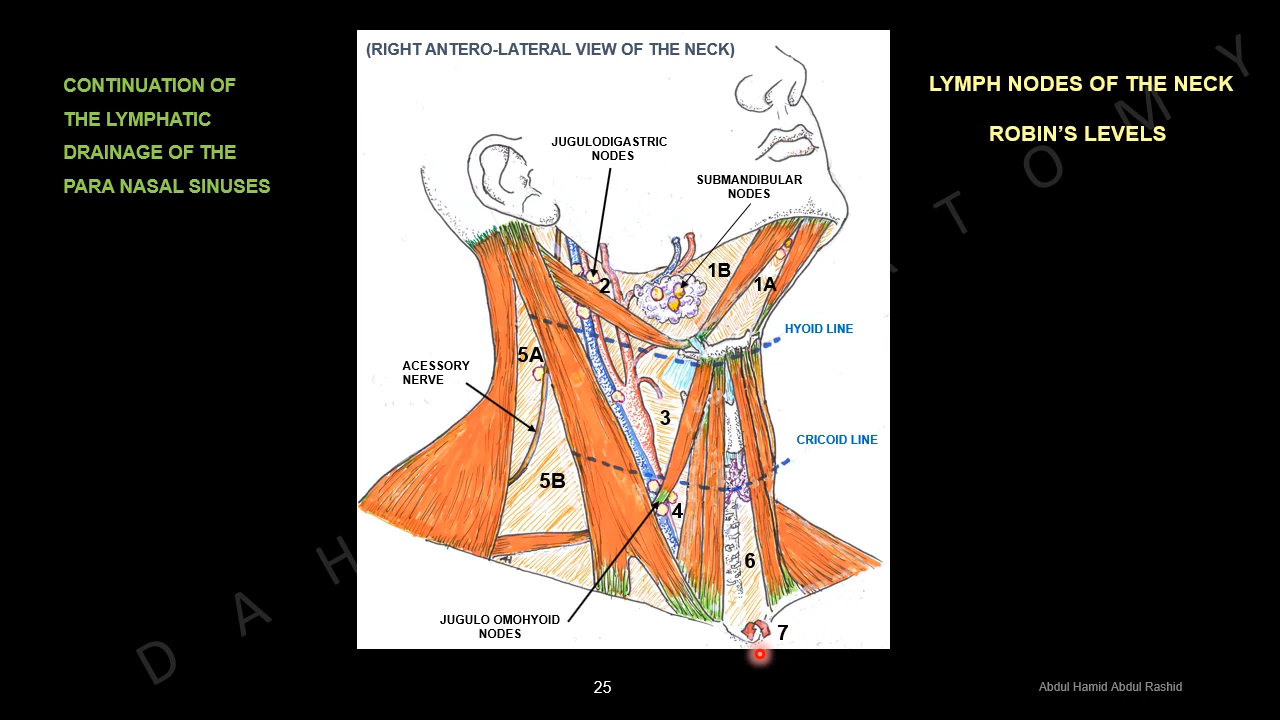 (RIGHT ANTERO-LATERAL VIEW OF THE NECK)
CONTINUATION OF
THE LYMPHATIC
DRAINAGE OF THE
PARA NASAL SINUSES
LYMPH NODES OF THE NECK
ROBIN’S LEVELS
JUGULODIGASTRIC
NODES
SUBMANDIBULAR
NODES
1B
1A
2
HYOID LINE
5A
ACESSORY
NERVE
3
CRICOID LINE
5B
4
6
JUGULO OMOHYOID
NODES
7
25
Abdul Hamid Abdul Rashid